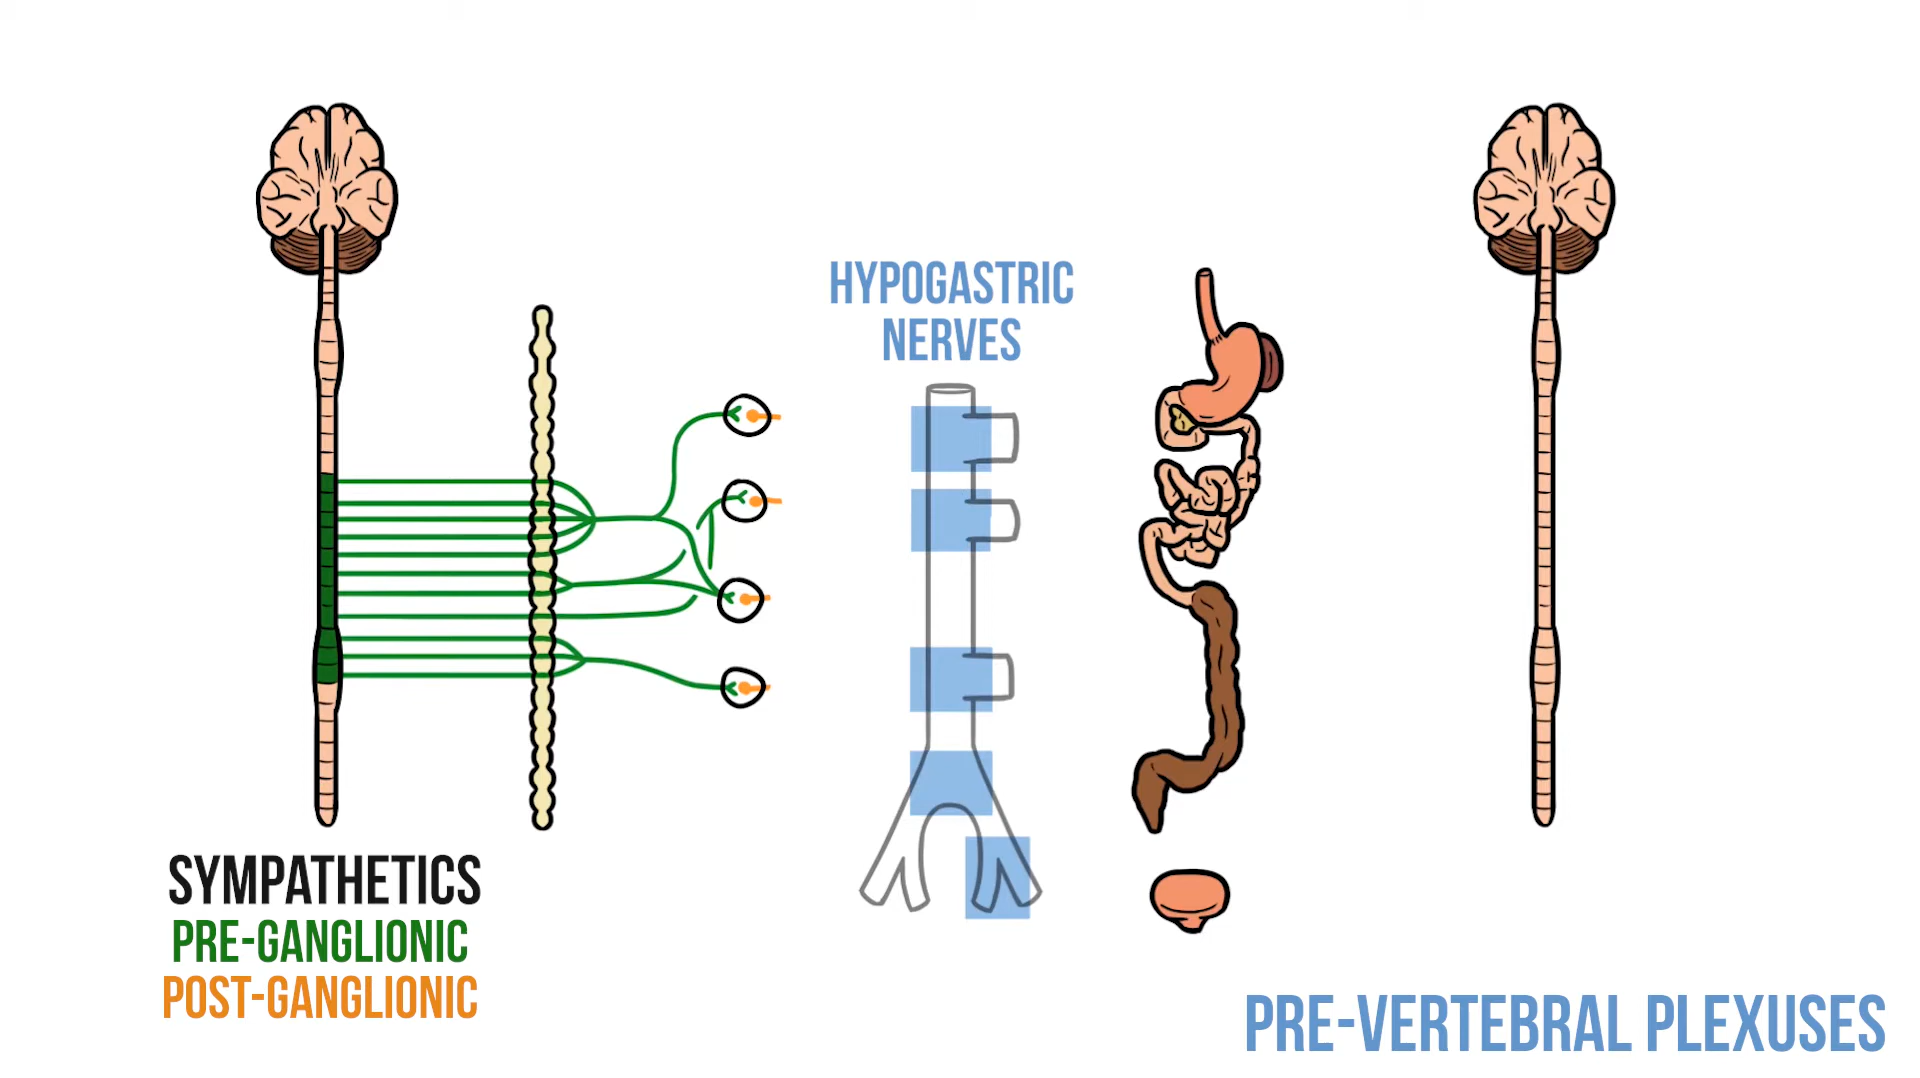 HYPOGASTRIC
NERVES
SYMPATHETICS
PRE-GANGLIONIC
POST-GANGLIONIC
PRE-VERTEBRAL PLEXUSES